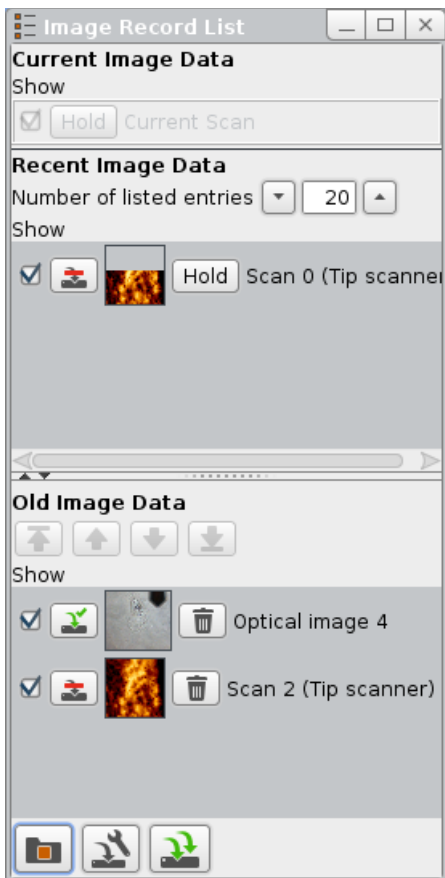 Image Record List
Current Image Data
Show
Hold Current Scan
Recent Image Data
Number of listed entries 20
Show
Hold Scan 0 (Tip scanner
Old Image Data
Show
Optical image 4
Scan 2 (Tip scanner)